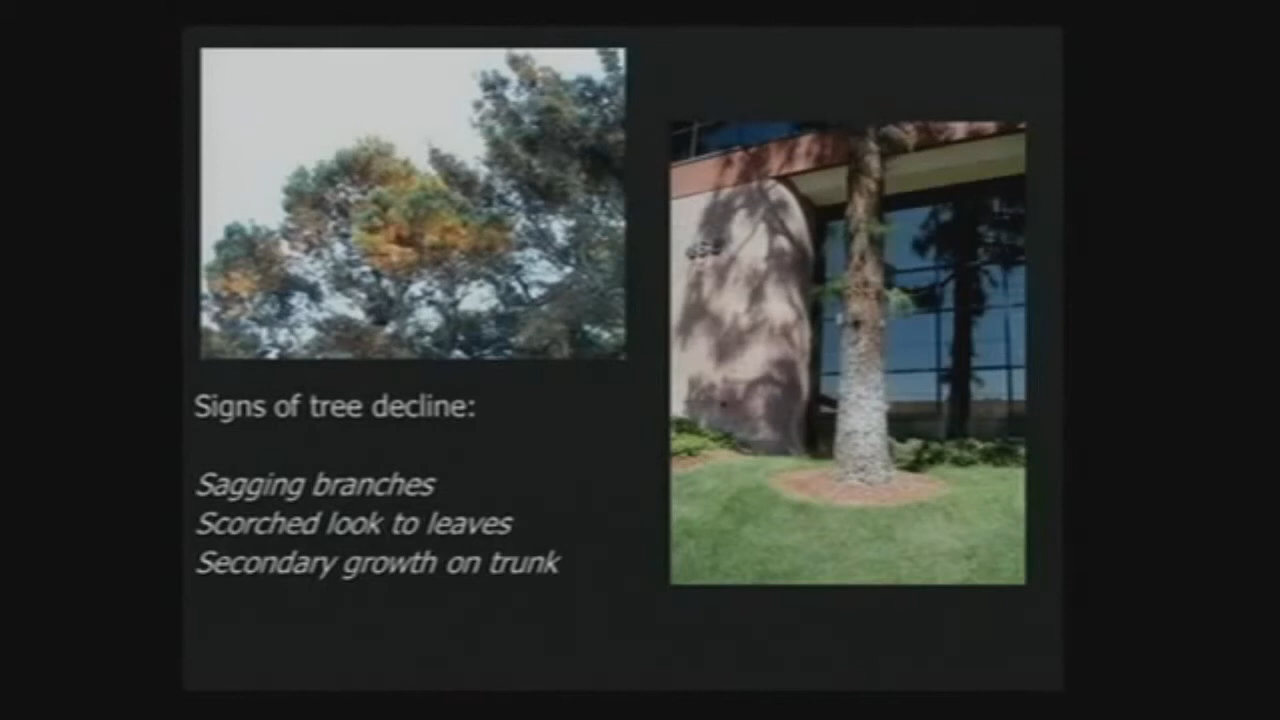 Signs of tree decline:
Sagging branches
Scorched look to leaves
Secondary growth on trunk